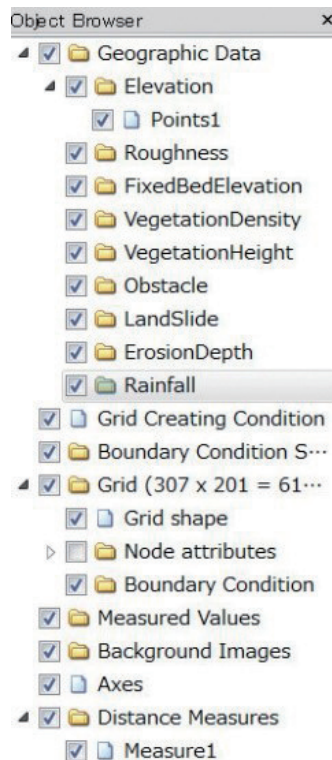 Object Browser
Geographic Data
Elevation
Points1
Roughness
FixedBedElevation
VegetationDensity
VegetationHeight
Obstacle
LandSlide
ErosionDepth
Rainfall
Grid Creating Condition
Boundary Condition S···
Grid (307 x 201 = 61···
Grid shape
Node attributes
Boundary Condition
Measured Values
Background Images
Axes
Distance Measures
Measure1